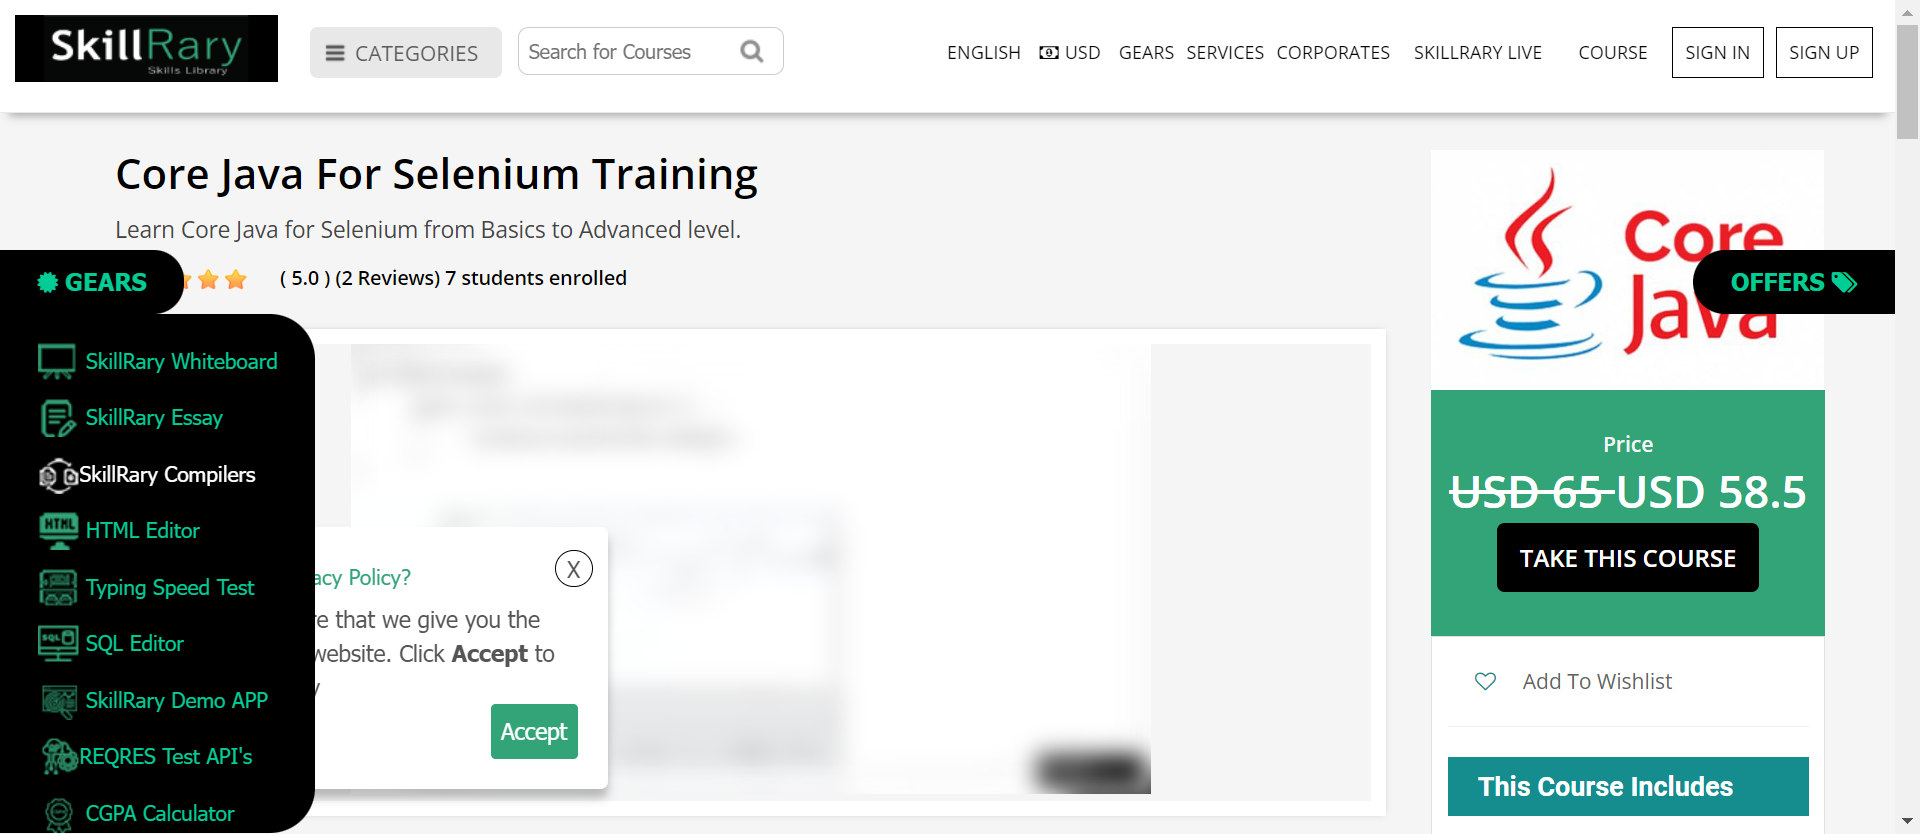 SkillRary
Skills Library
CATEGORIES
Search for Courses
ENGLISH
USD
GEARS
SERVICES
CORPORATES
SKILLRARY LIVE
COURSE
SIGN IN
SIGN UP
Core Java For Selenium Training
Learn Core Java for Selenium from Basics to Advanced level.
( 5.0 ) (2 Reviews) 7 students enrolled
GEARS
SkillRary Whiteboard
SkillRary Essay
SkillRary Compilers
HTML Editor
Typing Speed Test
SQL Editor
SkillRary Demo APP
REQRES Test API's
CGPA Calculator
acy Policy?
X
re that we give you the
website. Click Accept to
y
Accept
Core
Java
OFFERS
Price
USD 65 USD 58.5
TAKE THIS COURSE
Add To Wishlist
This Course Includes